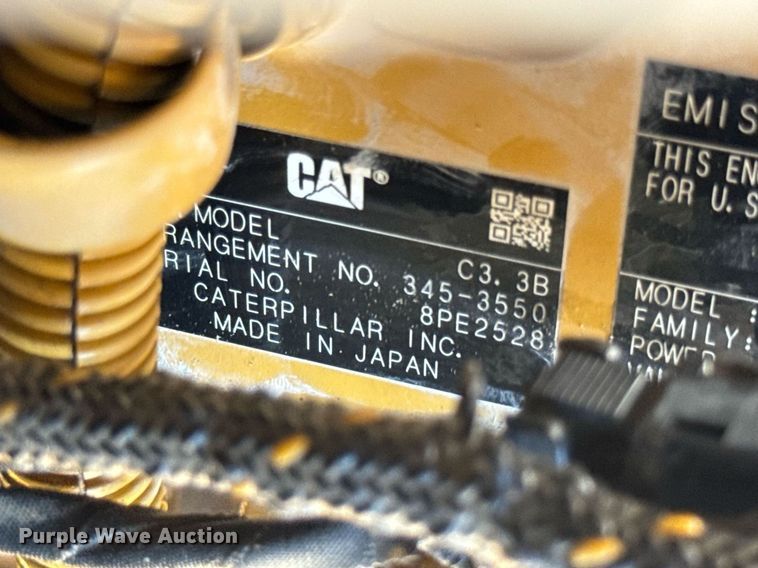 CAT®
MODEL C3.3B
RANGEMENT NO. 345-3550
RIAL NO. 8PE2528
CATERPILLAR INC.
MADE IN JAPAN
EMIS
THIS EN
FOR U.S
MODEL :
FAMILY:
POWER
Purple Wave Auction